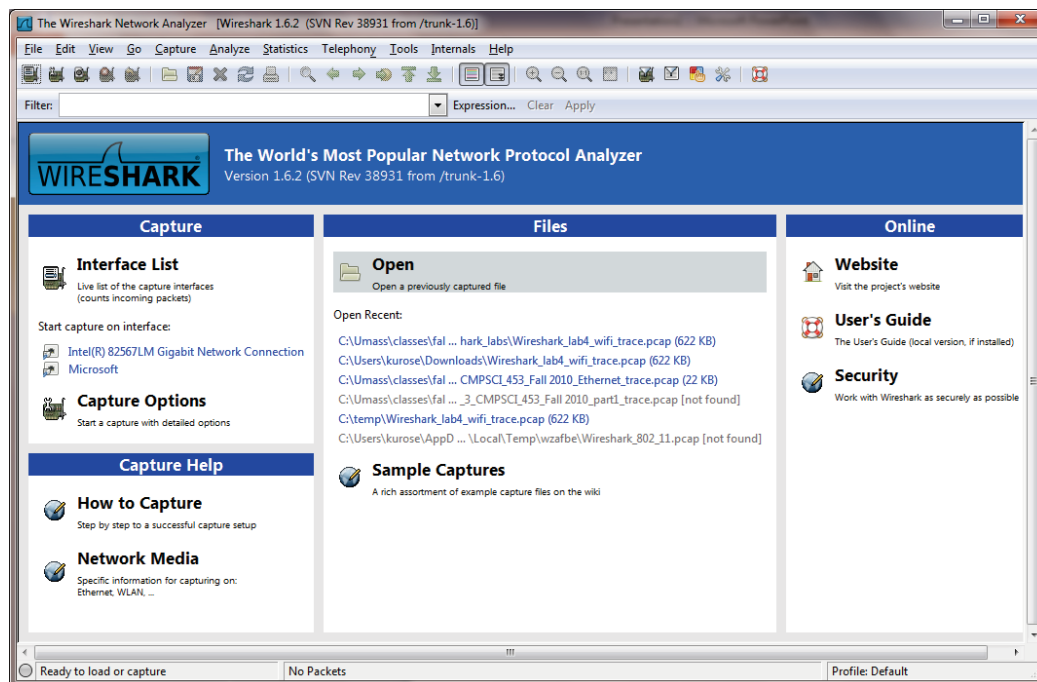 The Wireshark Network Analyzer [Wireshark 1.6.2 (SVN Rev 38931 from /trunk-1.6)]
File Edit View Go Capture Analyze Statistics Telephony Tools Internals Help
Filter: Expression... Clear Apply
WIRESHARK
The World's Most Popular Network Protocol Analyzer
Version 1.6.2 (SVN Rev 38931 from /trunk-1.6)
Capture
Interface List
Live list of the capture interfaces
(counts incoming packets)
Start capture on interface:
Intel(R) 82567LM Gigabit Network Connection
Microsoft
Capture Options
Start a capture with detailed options
Capture Help
How to Capture
Step by step to a successful capture setup
Network Media
Specific information for capturing on:
Ethernet, WLAN, ...
Files
Open
Open a previously captured file
Open Recent:
C:\Umass\classes\fal ... hark_labs\Wireshark_lab4_wifi_trace.pcap (622 KB)
C:\Users\kurose\Downloads\Wireshark_lab4_wifi_trace.pcap (622 KB)
C:\Umass\classes\fal ... CMPSCI_453_Fall 2010_Ethernet_trace.pcap (22 KB)
C:\Umass\classes\fal ... _3_CMPSCI_453_Fall 2010_part1_trace.pcap [not found]
C:\temp\Wireshark_lab4_wifi_trace.pcap (622 KB)
C:\Users\kurose\AppD ... \Local\Temp\wzafbe\Wireshark_802_11.pcap [not found]
Sample Captures
A rich assortment of example capture files on the wiki
Online
Website
Visit the project's website
User's Guide
The User's Guide (local version, if installed)
Security
Work with Wireshark as securely as possible
Ready to load or capture
No Packets
Profile: Default